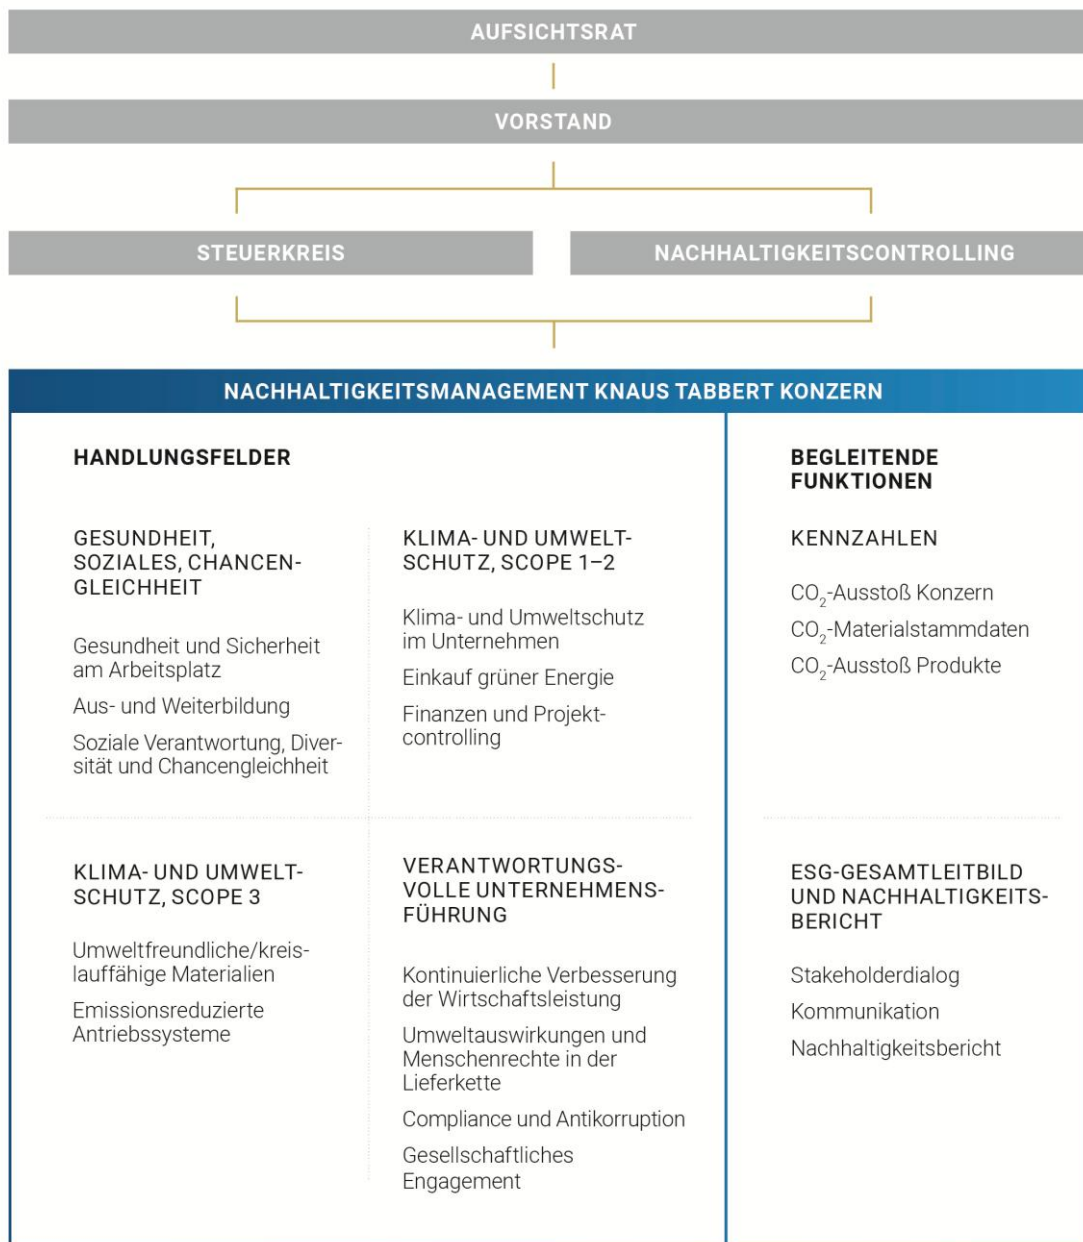 AUFSICHTSRAT
VORSTAND
STEUERKREIS
NACHHALTIGKEITSCONTROLLING
NACHHALTIGKEITSMANAGEMENT KNAUS TABBERT KONZERN
HANDLUNGSFELDER
GESUNDHEIT,
SOZIALES, CHANCEN-
GLEICHHEIT
Gesundheit und Sicherheit
am Arbeitsplatz
Aus- und Weiterbildung
Soziale Verantwortung, Diver-
sität und Chancengleichheit
KLIMA- UND UMWELT-
SCHUTZ, SCOPE 1–2
Klima- und Umweltschutz
im Unternehmen
Einkauf grüner Energie
Finanzen und Projekt-
controlling
KLIMA- UND UMWELT-
SCHUTZ, SCOPE 3
Umweltfreundliche/kreis-
lauffähige Materialien
Emissionsreduzierte
Antriebssysteme
VERANTWORTUNGS-
VOLLE UNTERNEHMENS-
FÜHRUNG
Kontinuierliche Verbesserung
der Wirtschaftsleistung
Umweltauswirkungen und
Menschenrechte in der
Lieferkette
Compliance und Antikorruption
Gesellschaftliches
Engagement
BEGLEITENDE
FUNKTIONEN
KENNZAHLEN
CO₂-Ausstoß Konzern
CO₂-Materialstammdaten
CO₂-Ausstoß Produkte
ESG-GESAMTLEITBILD
UND NACHHALTIGKEITS-
BERICHT
Stakeholderdialog
Kommunikation
Nachhaltigkeitsbericht